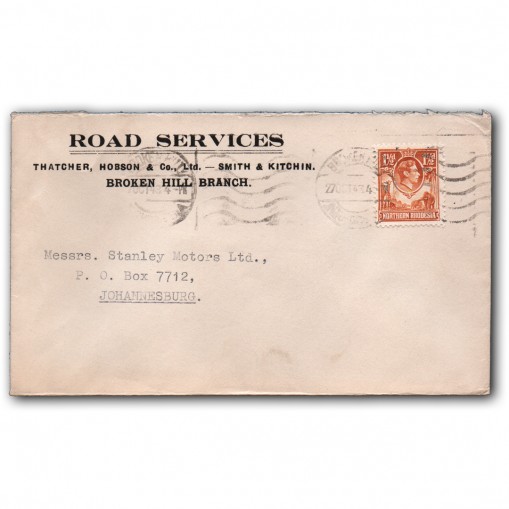 ROAD SERVICES
THATCHER, HOBSON & Co., Ltd. — SMITH & KITCHIN.
BROKEN HILL BRANCH.
NORTHERN RHODESIA
Messrs. Stanley Motors Ltd.,
P. O. Box 7712,
JOHANNESBURG.